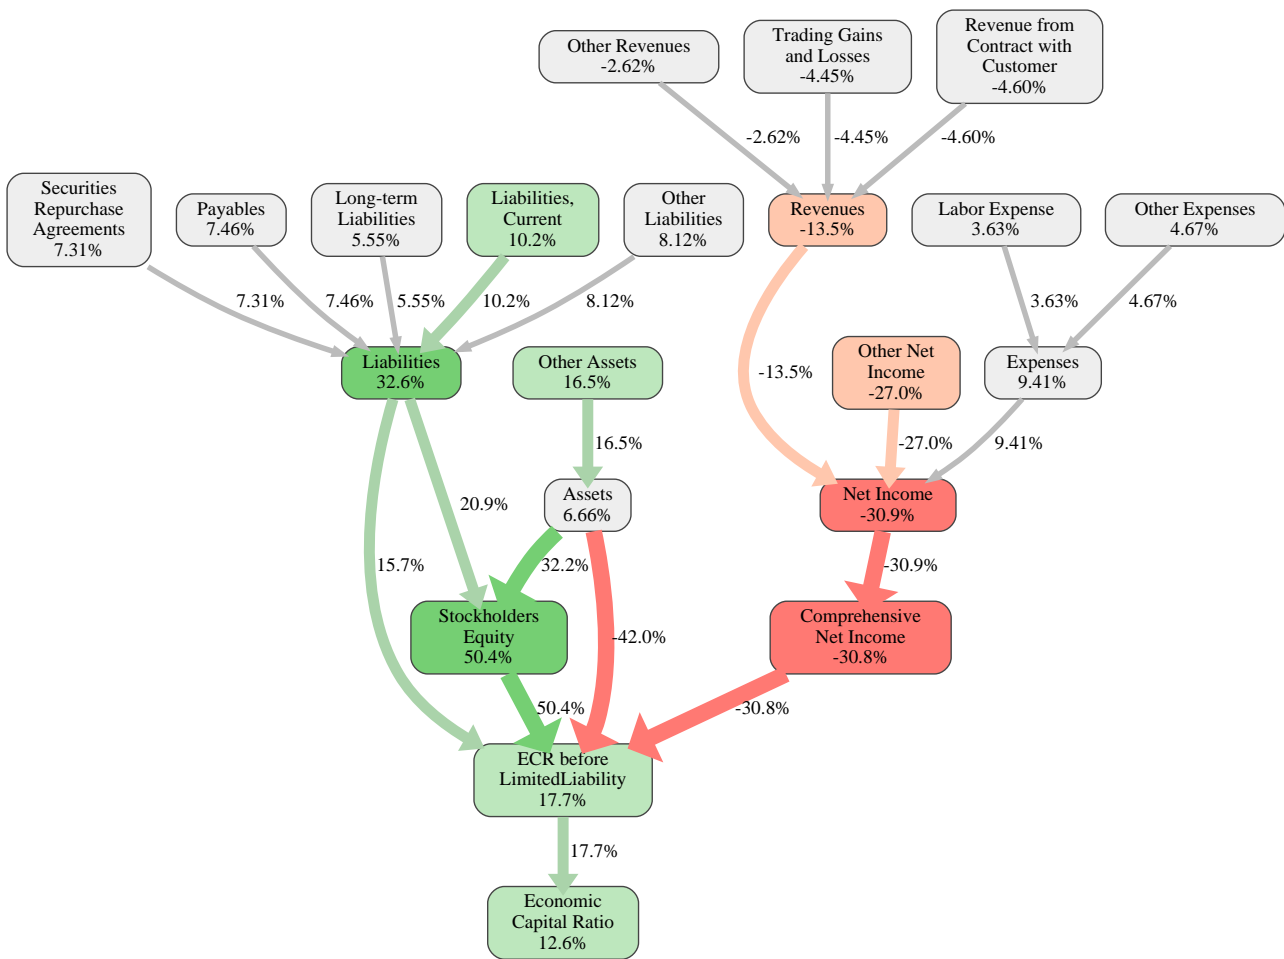 Other Revenues
-2.62%
Trading Gains
and Losses
-4.45%
Revenue from
Contract with
Customer
-4.60%
-2.62%
-4.45%
-4.60%
Securities
Repurchase
Agreements
7.31%
Payables
7.46%
Long-term
Liabilities
5.55%
Liabilities,
Current
10.2%
Other
Liabilities
8.12%
Revenues
-13.5%
Labor Expense
3.63%
Other Expenses
4.67%
7.31%
7.46%
5.55%
10.2%
8.12%
3.63%
4.67%
Liabilities
32.6%
Other Assets
16.5%
-13.5%
Other Net
Income
-27.0%
Expenses
9.41%
16.5%
-27.0%
9.41%
20.9%
Assets
6.66%
Net Income
-30.9%
15.7%
32.2%
-30.9%
Stockholders
Equity
50.4%
-42.0%
Comprehensive
Net Income
-30.8%
50.4%
-30.8%
ECR before
LimitedLiability
17.7%
17.7%
Economic
Capital Ratio
12.6%